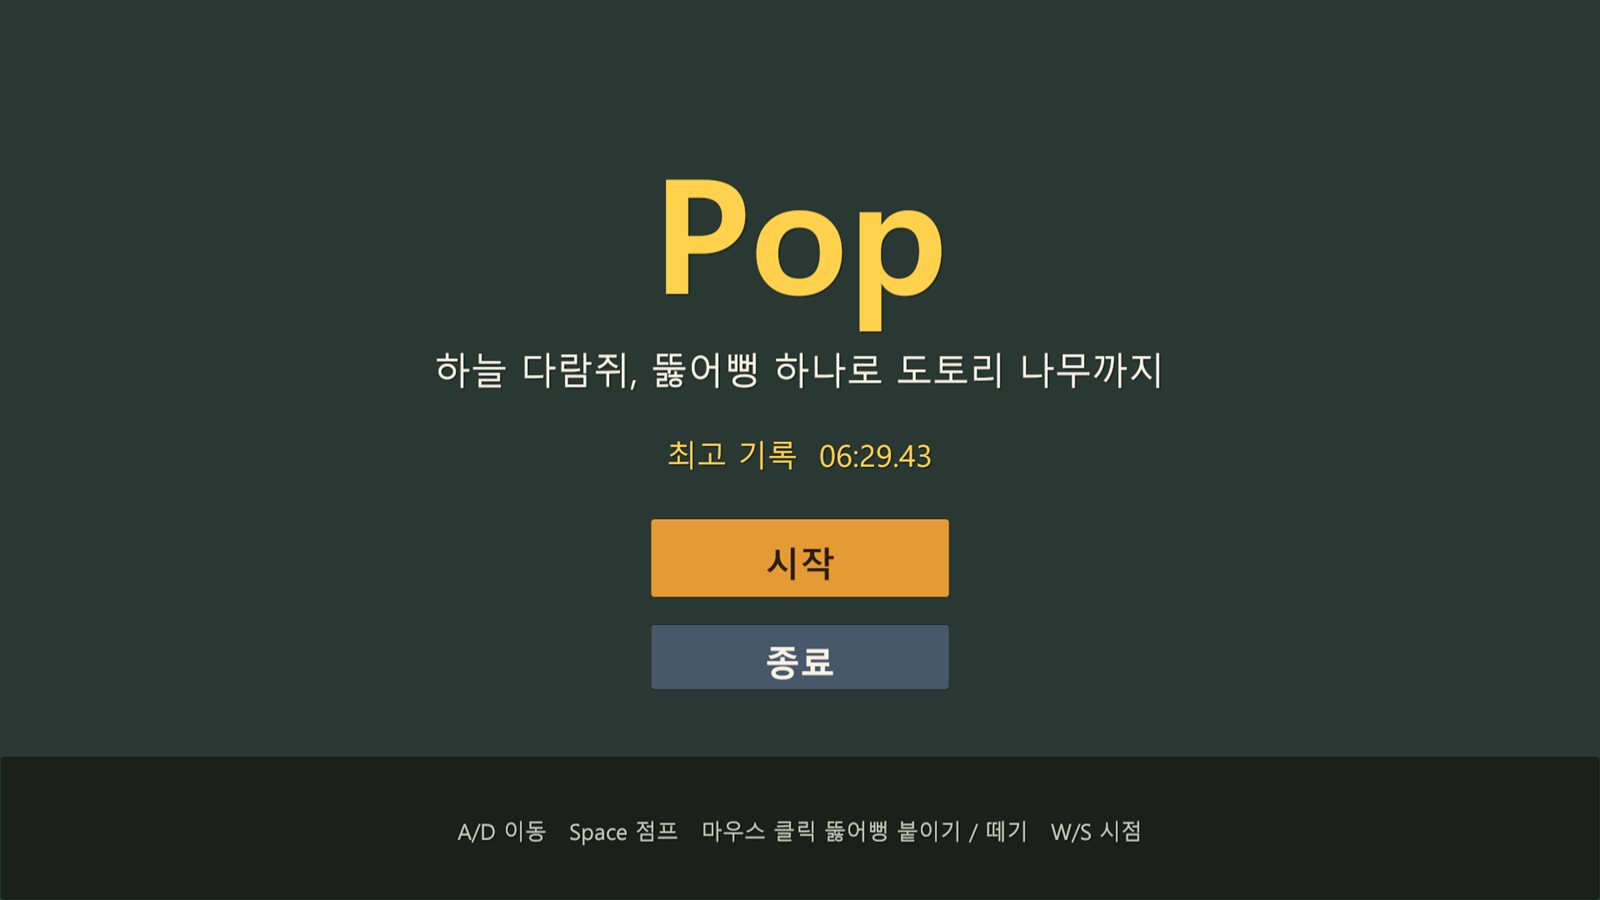 Pop
하늘 다람쥐, 뚫어뻥 하나로 도토리 나무까지
최고 기록 06:29.43
시작
종료
A/D 이동 Space 점프 마우스 클릭 뚫어뻥 붙이기 / 떼기 W/S 시점